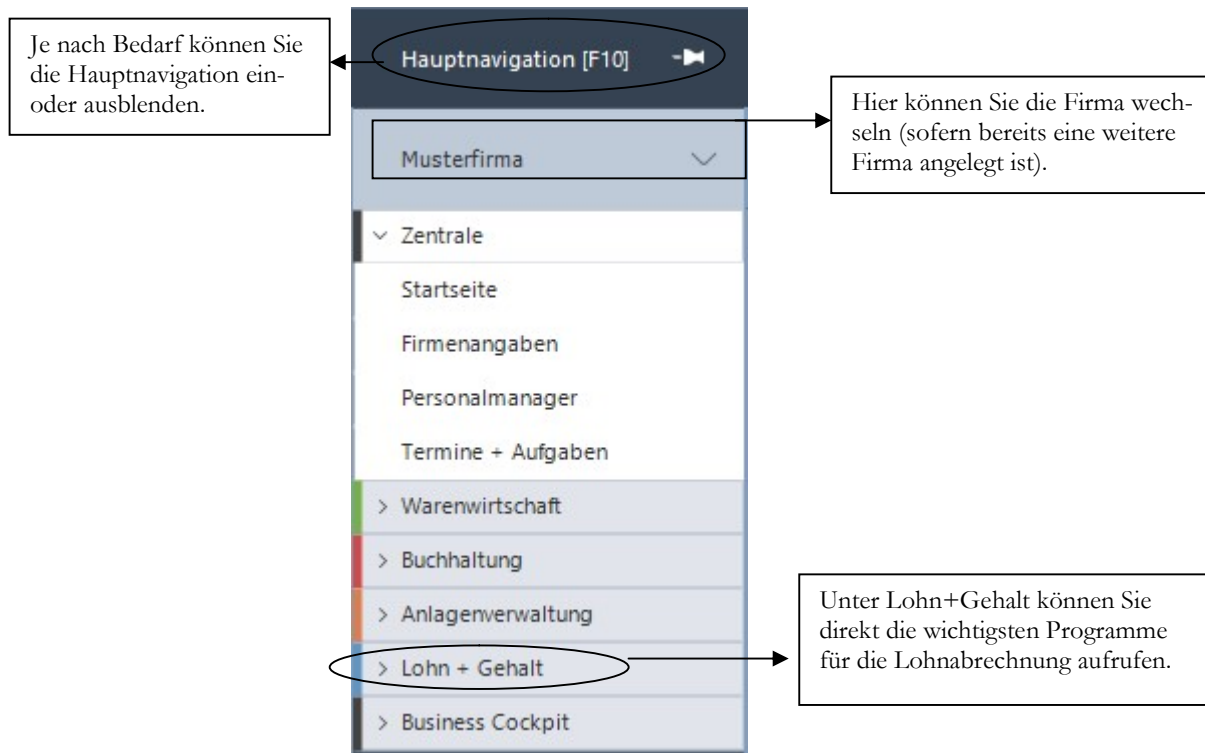 Je nach Bedarf können Sie
die Hauptnavigation ein-
oder ausblenden.
Hauptnavigation [F10]
Hier können Sie die Firma wech-
seln (sofern bereits eine weitere
Firma angelegt ist).
Musterfirma
Zentrale
Startseite
Firmenangaben
Personalmanager
Termine + Aufgaben
Warenwirtschaft
Buchhaltung
Anlagenverwaltung
Lohn + Gehalt
Business Cockpit
Unter Lohn+Gehalt können Sie
direkt die wichtigsten Programme
für die Lohnabrechnung aufrufen.